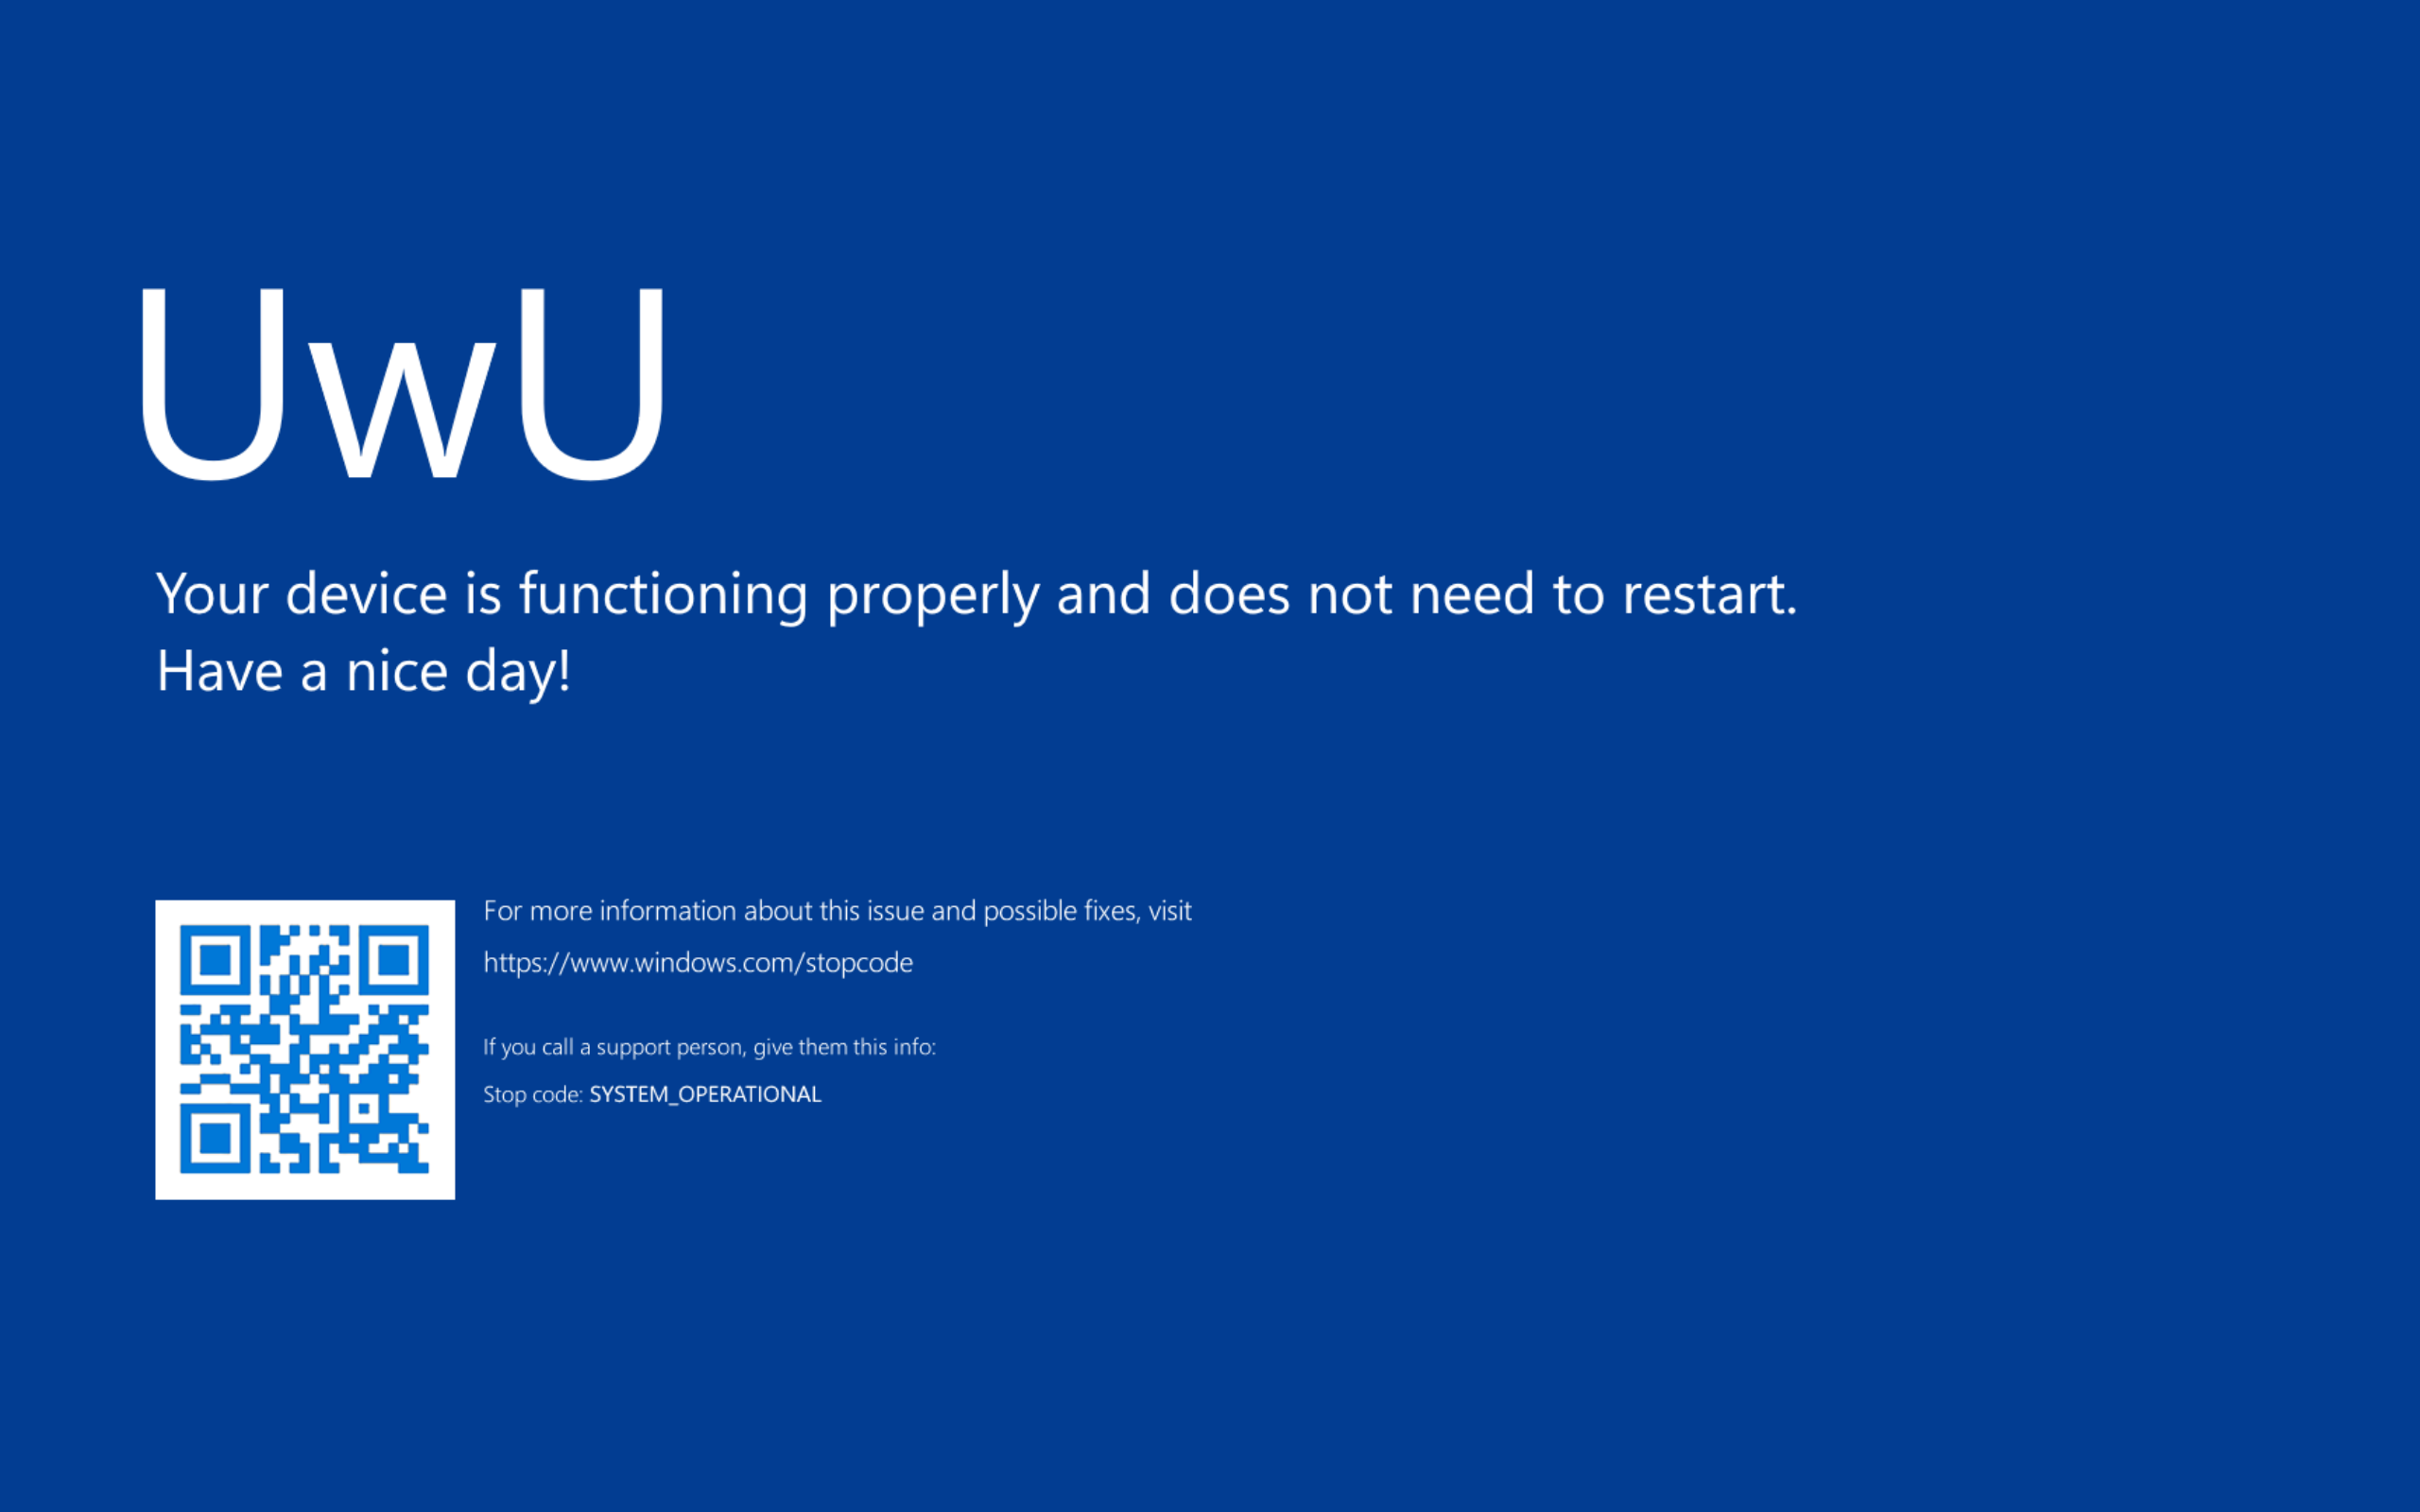 UwU
Your device is functioning properly and does not need to restart.
Have a nice day!
For more information about this issue and possible fixes, visit
https://www.windows.com/stopcode
If you call a support person, give them this info:
Stop code: SYSTEM_OPERATIONAL